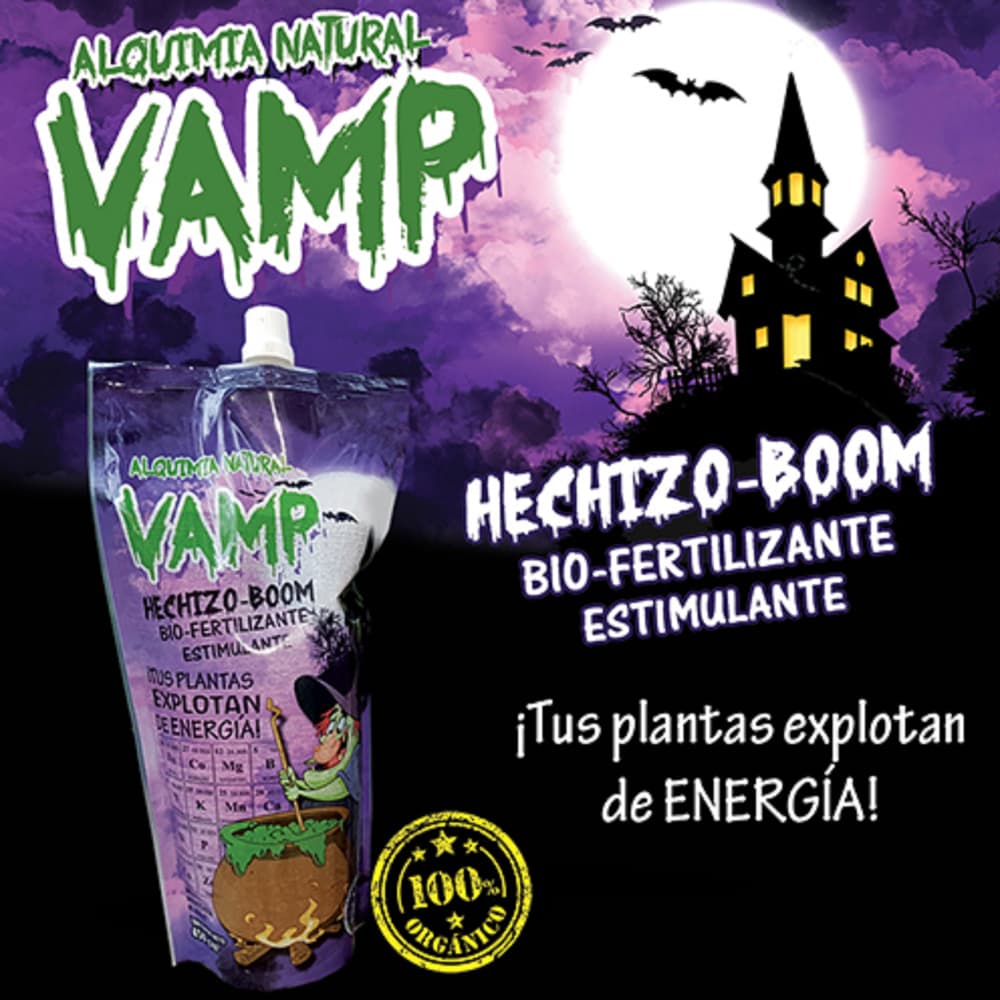 ALQUIMIA NATURAL
VAMP
HECHIZO-BOOM
BIO-FERTILIZANTE
ESTIMULANTE
¡Tus plantas explotan
de ENERGÍA!
ALQUIMIA NATURAL
VAMP
HECHIZO-BOOM
BIO-FERTILIZANTE
ESTIMULANTE
¡TUS PLANTAS
EXPLOTAN
DE ENERGÍA!
Mg B
K Mn
P
100%
ORGÁNICO